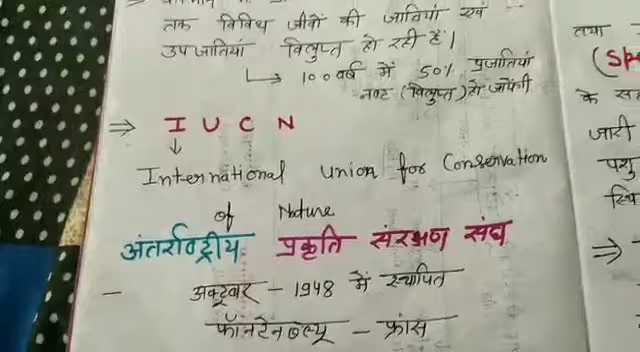 तक विविध जीवों की जातियां एवं
उपजातियां विलुप्त हो रही हैं।
100 वर्ष में 50% प्रजातियां
नष्ट (विलुप्त) हो जायेंगी
⇒ I U C N
↓
International Union for Conservation
of Nature
अंतर्राष्ट्रीय प्रकृति संरक्षण संघ
– अक्टूबर – 1948 में स्थापित
फॉनटेनब्ल्यू – फ्रांस
तथा
(Spe
के सं
जारी
पशु
स्थि
⇒